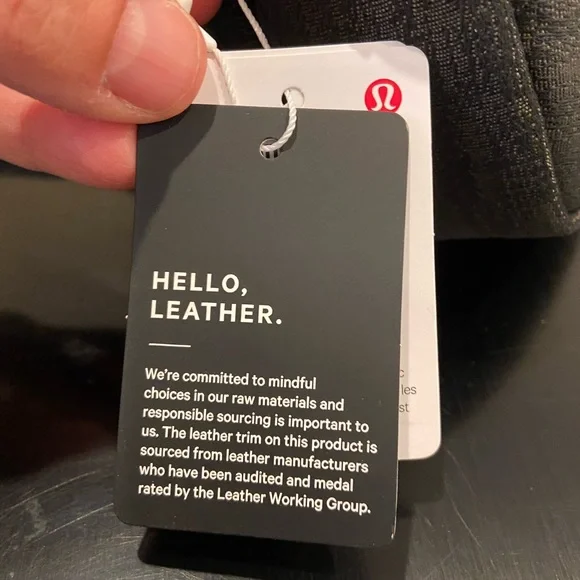 HELLO,
LEATHER.
We're committed to mindful
choices in our raw materials and
responsible sourcing is important to
us. The leather trim on this product is
sourced from leather manufacturers
who have been audited and medal
rated by the Leather Working Group.
c
les
st